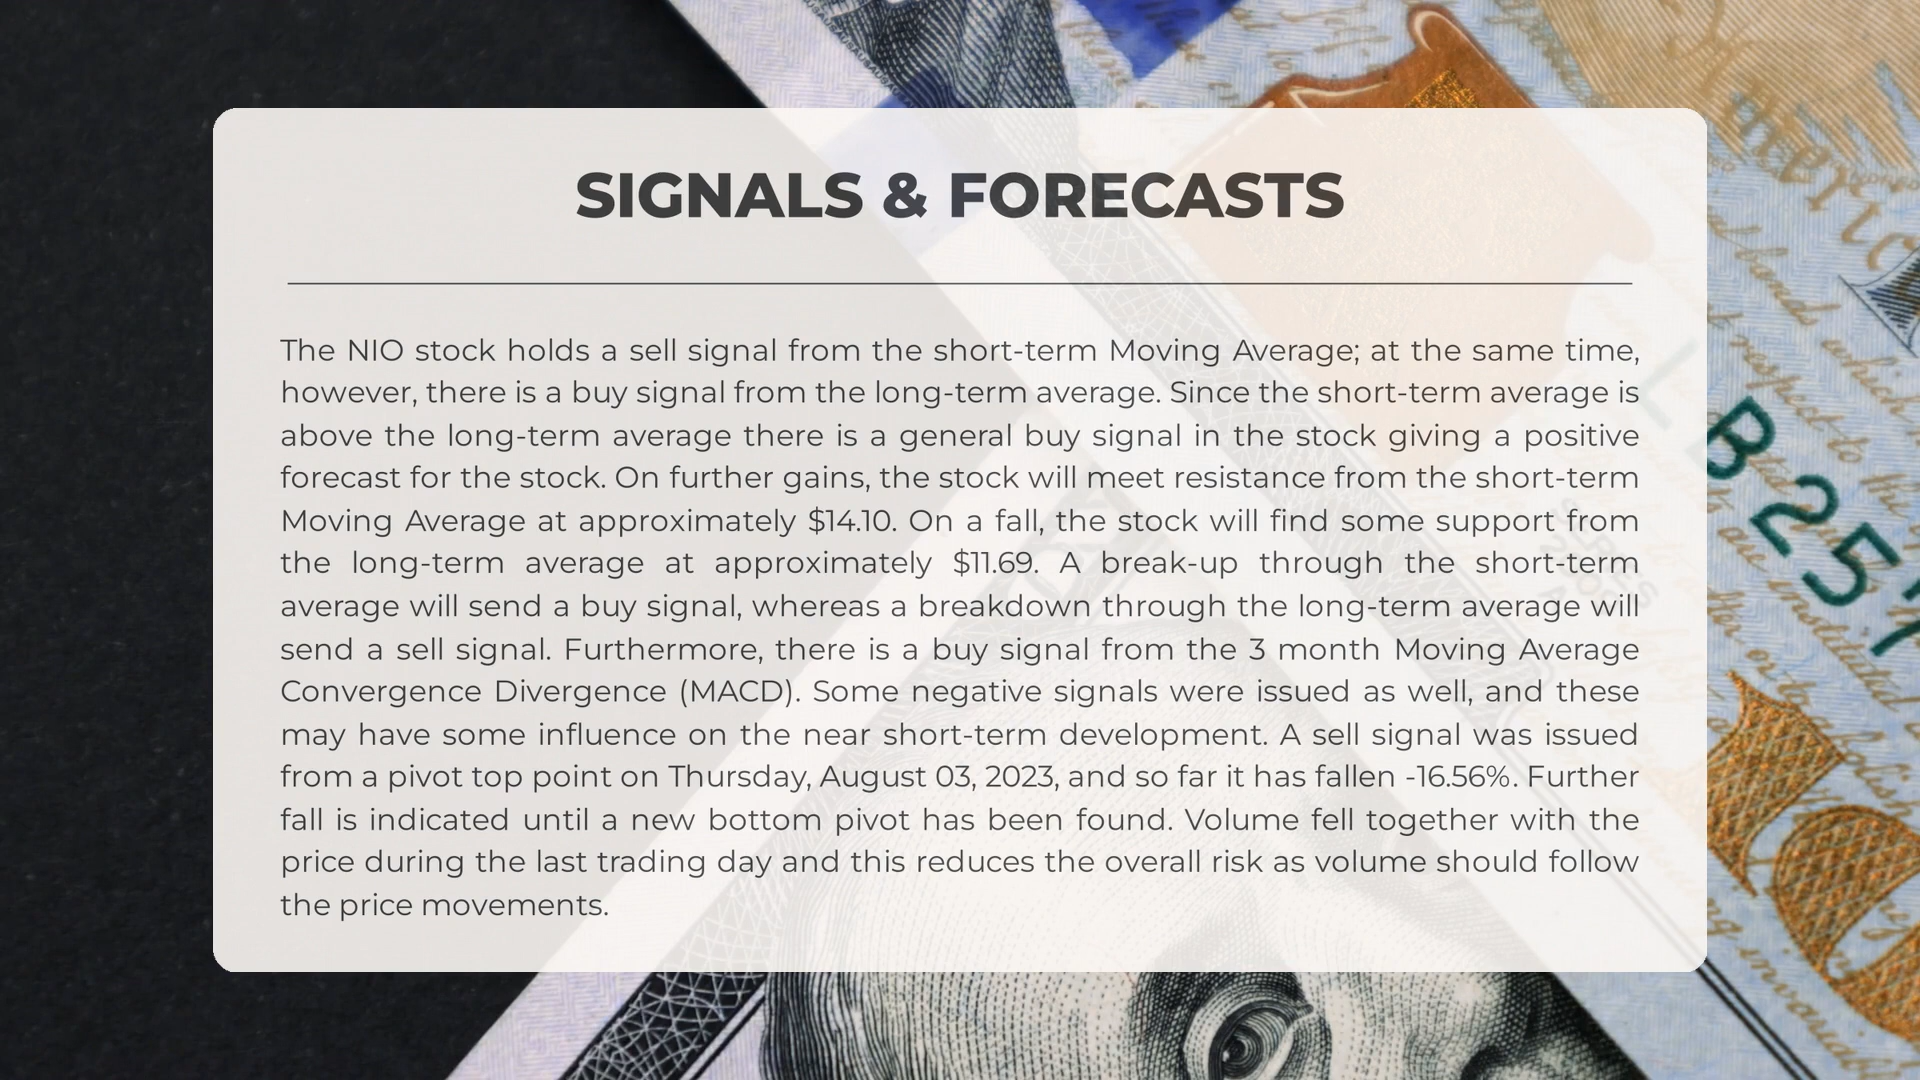 SIGNALS & FORECASTS
The NIO stock holds a sell signal from the short-term Moving Average; at the same time,
however, there is a buy signal from the long-term average. Since the short-term average is
above the long-term average there is a general buy signal in the stock giving a positive
forecast for the stock. On further gains, the stock will meet resistance from the short-term
Moving Average at approximately $14.10. On a fall, the stock will find some support from
the long-term average at approximately $11.69. A break-up through the short-term
average will send a buy signal, whereas a breakdown through the long-term average will
send a sell signal. Furthermore, there is a buy signal from the 3 month Moving Average
Convergence Divergence (MACD). Some negative signals were issued as well, and these
may have some influence on the near short-term development. A sell signal was issued
from a pivot top point on Thursday, August 03, 2023, and so far it has fallen -16.56%. Further
fall is indicated until a new bottom pivot has been found. Volume fell together with the
price during the last trading day and this reduces the overall risk as volume should follow
the price movements.